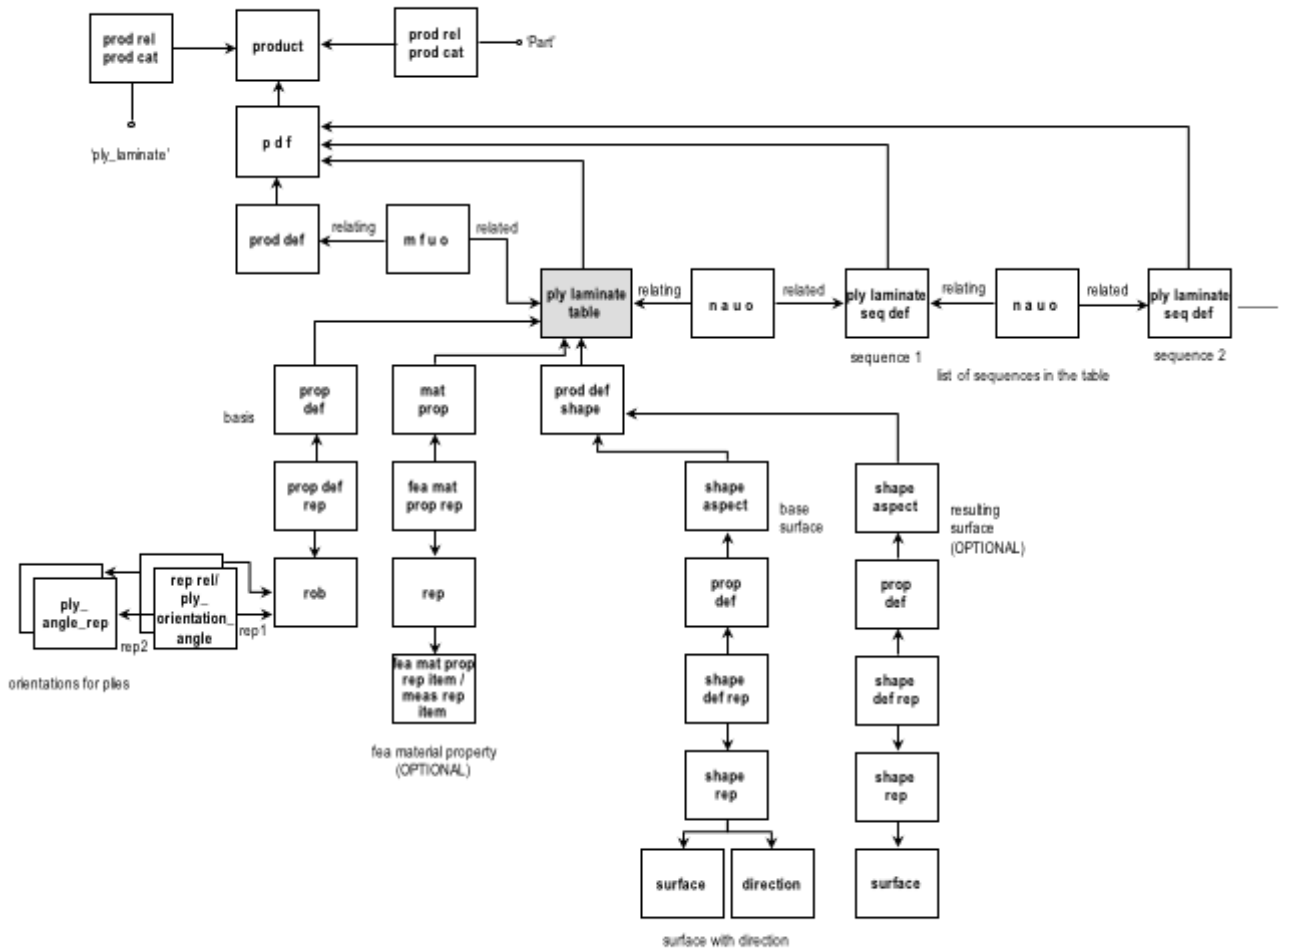 prod rel
prod cat
product
prod rel
prod cat
'Part'
'ply_laminate'
p d f
prod def
relating
m f u o
related
ply laminate
table
relating
n a u o
related
ply laminate
seq def
relating
n a u o
related
ply laminate
seq def
sequence 1
list of sequences in the table
sequence 2
basis
prop
def
mat
prop
prod def
shape
prop def
rep
fea mat
prop rep
shape
aspect
base
surface
shape
aspect
resulting
surface
(OPTIONAL)
ply_
angle_rep
rep2
rep rel/
ply_
orientation_
angle
rep1
rob
rep
prop
def
prop
def
orientations for plies
fea mat prop
rep item /
meas rep
item
shape
def rep
shape
def rep
fea material property
(OPTIONAL)
shape
rep
shape
rep
surface
direction
surface
surface with direction